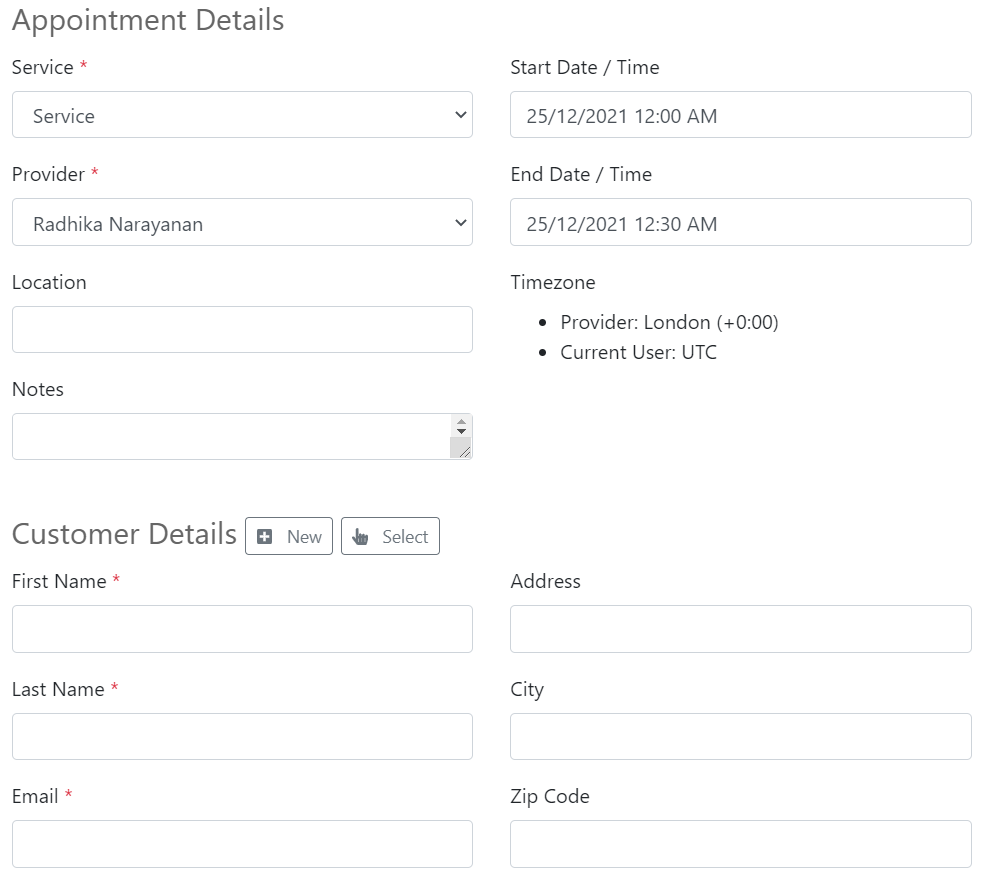 Appointment Details
Service *
Start Date / Time
Service
25/12/2021 12:00 AM
Provider *
End Date / Time
Radhika Narayanan
25/12/2021 12:30 AM
Location
Timezone
• Provider: London (+0:00)
• Current User: UTC
Notes
Customer Details
New
Select
First Name *
Address
Last Name *
City
Email *
Zip Code